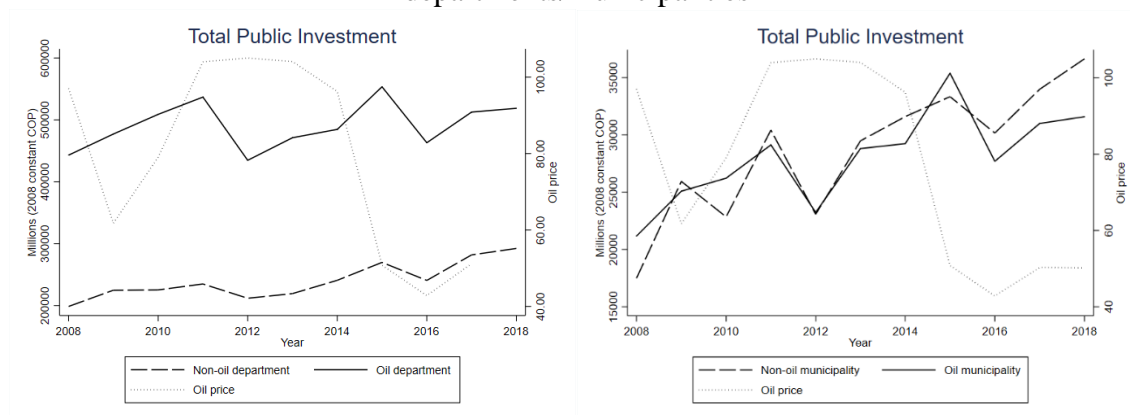 Total Public Investment
Millions (2008 constant COP)
600000
500000
400000
300000
200000
100.00
80.00
60.00
40.00
Oil price
2008 2010 2012 2014 2016 2018
Year
Non-oil department Oil department
Oil price
Total Public Investment
Millions (2008 constant COP)
35000
30000
25000
20000
15000
100
80
60
40
Oil price
2008 2010 2012 2014 2016 2018
Year
Non-oil municipality Oil municipality
Oil price